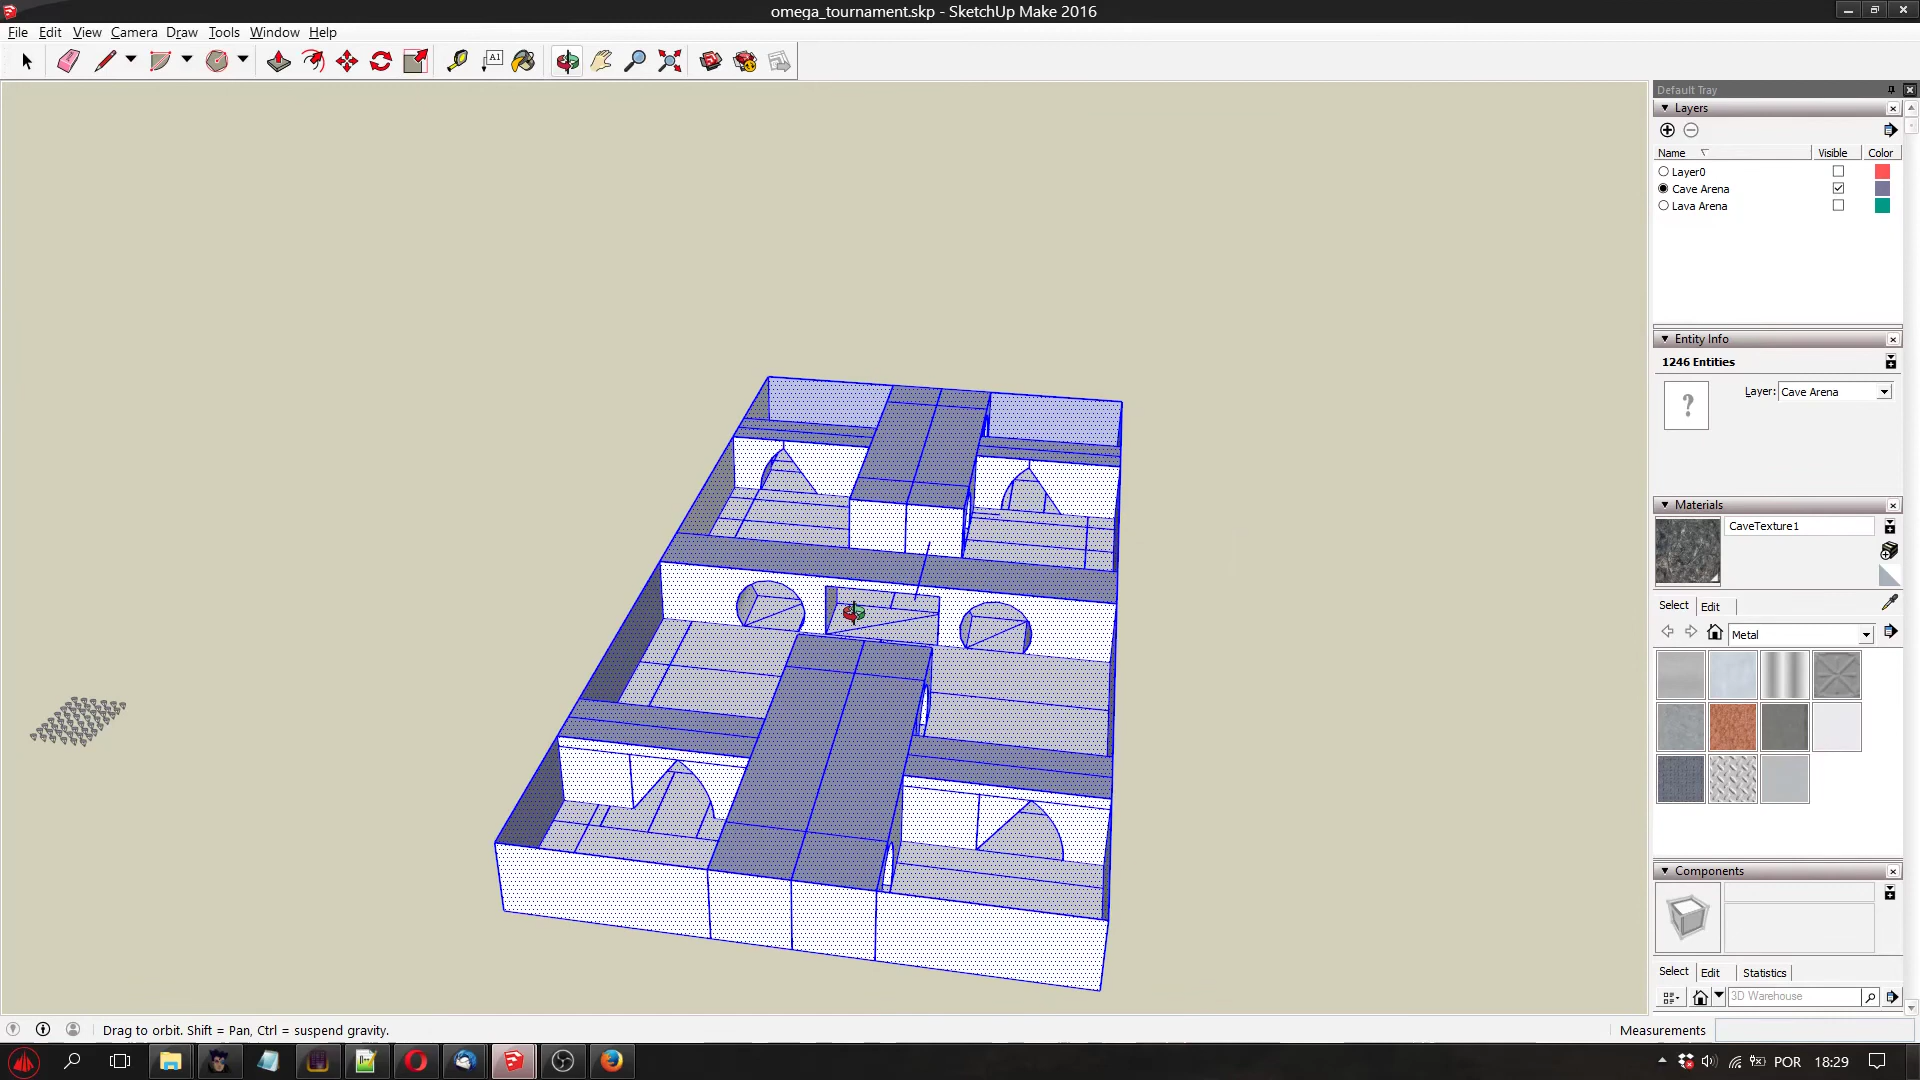 omega_tournament.skp - SketchUp Make 2016
File Edit View Camera Draw Tools Window Help
A1
Default Tray
Layers
Name Visible Color
Layer0
Cave Arena
Lava Arena
Entity Info
1246 Entities
?
Layer: Cave Arena
Materials
CaveTexture1
Select Edit
Metal
Components
Select Edit Statistics
3D Warehouse
Drag to orbit. Shift = Pan, Ctrl = suspend gravity.
Measurements
POR 18:29